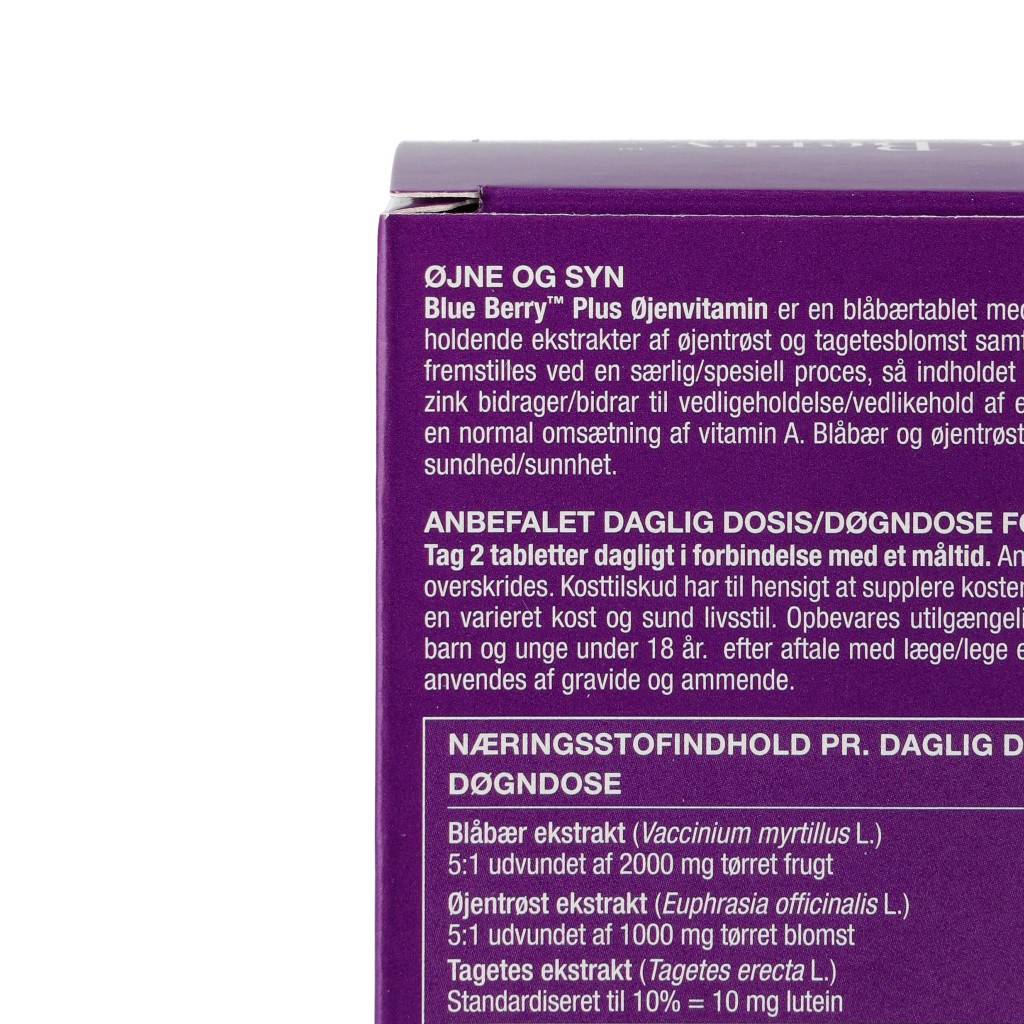 ØJNE OG SYN
Blue Berry™ Plus Øjenvitamin er en blåbærtablet med
holdende ekstrakter af øjentrøst og tagetesblomst samt
fremstilles ved en særlig/spesiell proces, så indholdet
zink bidrager/bidrar til vedligeholdelse/vedlikehold af
en normal omsætning af vitamin A. Blåbær og øjentrøst
sundhed/sunnhet.
ANBEFALET DAGLIG DOSIS/DØGNDOSE
Tag 2 tabletter dagligt i forbindelse med et måltid.
overskrides. Kosttilskud har til hensigt at supplere
en varieret kost og sund livsstil. Opbevares
barn og unge under 18 år. efter aftale med læge/lege
anvendes af gravide og ammende.
NÆRINGSSTOFINDHOLD PR. DAGLIG
DØGNDOSE
Blåbær ekstrakt (Vaccinium myrtillus L.)
5:1 udvundet af 2000 mg tørret frugt
Øjentrøst ekstrakt (Euphrasia officinalis L.)
5:1 udvundet af 1000 mg tørret blomst
Tagetes ekstrakt (Tagetes erecta L.)
Standardiseret til 10% = 10 mg lutein